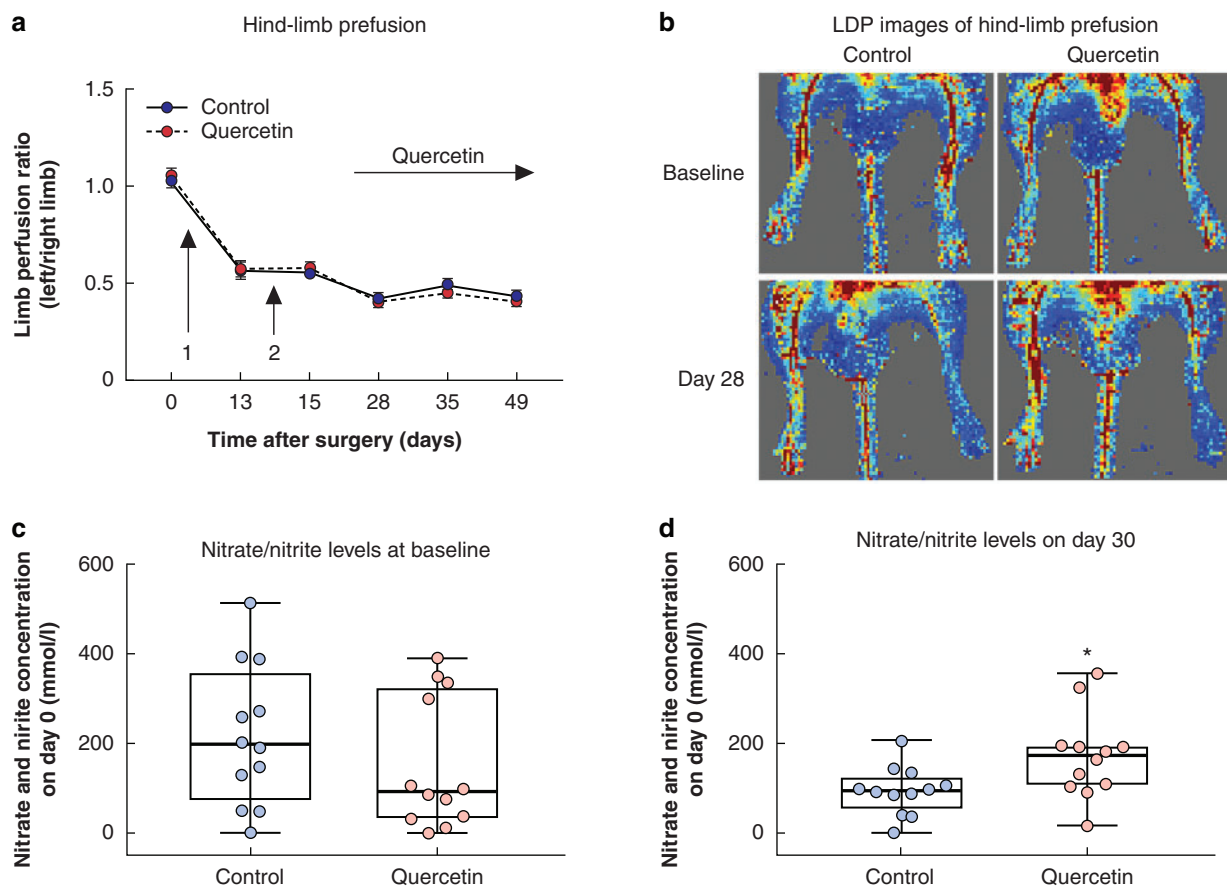 a
Hind-limb prefusion
Limb perfusion ratio
(left/right limb)
1.5
1.0
0.5
0
Control
Quercetin
Quercetin
1
2
0 13 15 28 35 49
Time after surgery (days)
b
LDP images of hind-limb prefusion
Control Quercetin
Baseline
Day 28
c
Nitrate/nitrite levels at baseline
Nitrate and nirite concentration
on day 0 (mmol/l)
600
400
200
0
Control Quercetin
d
Nitrate/nitrite levels on day 30
Nitrate and nirite concentration
on day 0 (mmol/l)
600
400
200
0
*
Control Quercetin